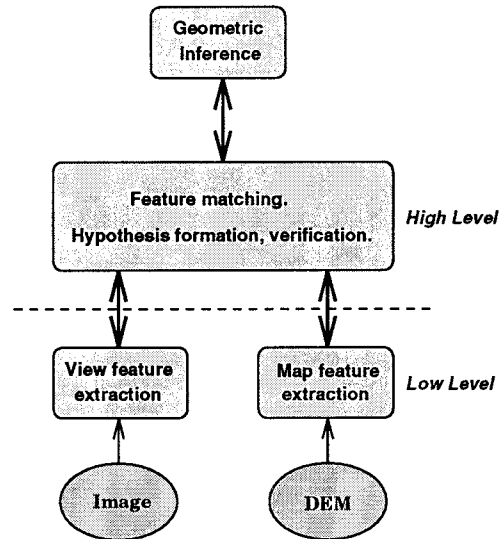 Geometric
Inference
Feature matching.
Hypothesis formation, verification.
High Level
View feature
extraction
Map feature
extraction
Low Level
Image
DEM